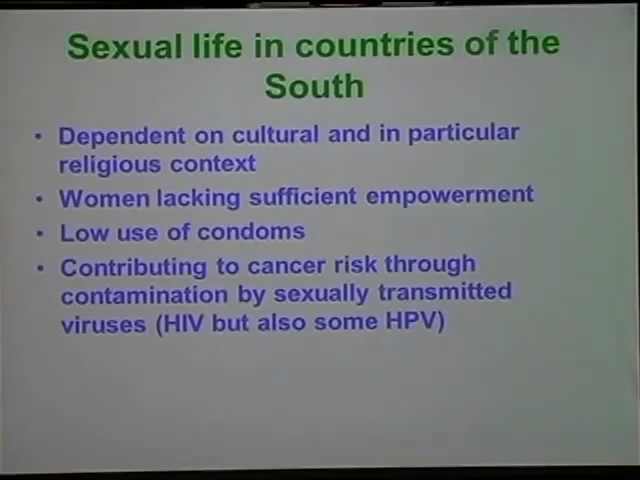 Sexual life in countries of the
South
• Dependent on cultural and in particular
religious context
• Women lacking sufficient empowerment
• Low use of condoms
• Contributing to cancer risk through
contamination by sexually transmitted
viruses (HIV but also some HPV)